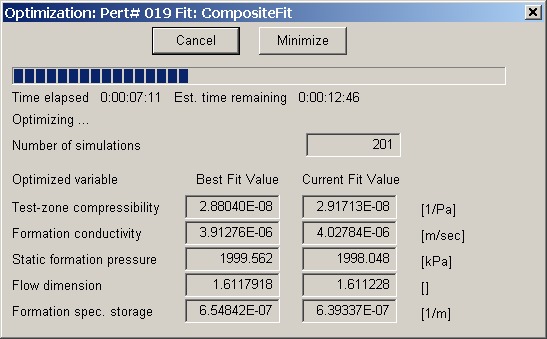 Optimization: Pert# 019 Fit: CompositeFit
Cancel Minimize
Time elapsed 0:00:07:11 Est. time remaining 0:00:12:46
Optimizing ...
Number of simulations 201
Optimized variable Best Fit Value Current Fit Value
Test-zone compressibility 2.88040E-08 2.91713E-08 [1/Pa]
Formation conductivity 3.91276E-06 4.02784E-06 [m/sec]
Static formation pressure 1999.562 1998.048 [kPa]
Flow dimension 1.6117918 1.611228 []
Formation spec. storage 6.54842E-07 6.39337E-07 [1/m]